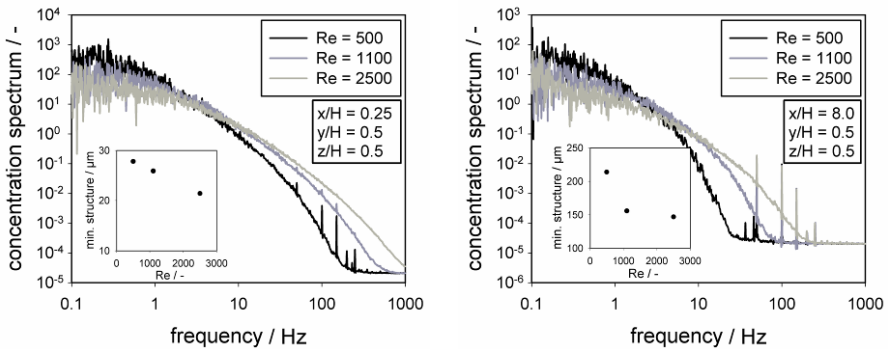 concentration spectrum / -
10^4
10^3
10^2
10^1
10^0
10^-1
10^-2
10^-3
10^-4
10^-5
Re = 500
Re = 1100
Re = 2500
x/H = 0.25
y/H = 0.5
z/H = 0.5
min. structure / µm
30
20
10
0 1000 2000 3000
Re / -
0.1 1 10 100 1000
frequency / Hz
concentration spectrum / -
10^3
10^2
10^1
10^0
10^-1
10^-2
10^-3
10^-4
10^-5
10^-6
Re = 500
Re = 1100
Re = 2500
x/H = 8.0
y/H = 0.5
z/H = 0.5
min. structure / µm
250
200
150
100
0 1000 2000 3000
Re / -
0.1 1 10 100 1000
frequency / Hz